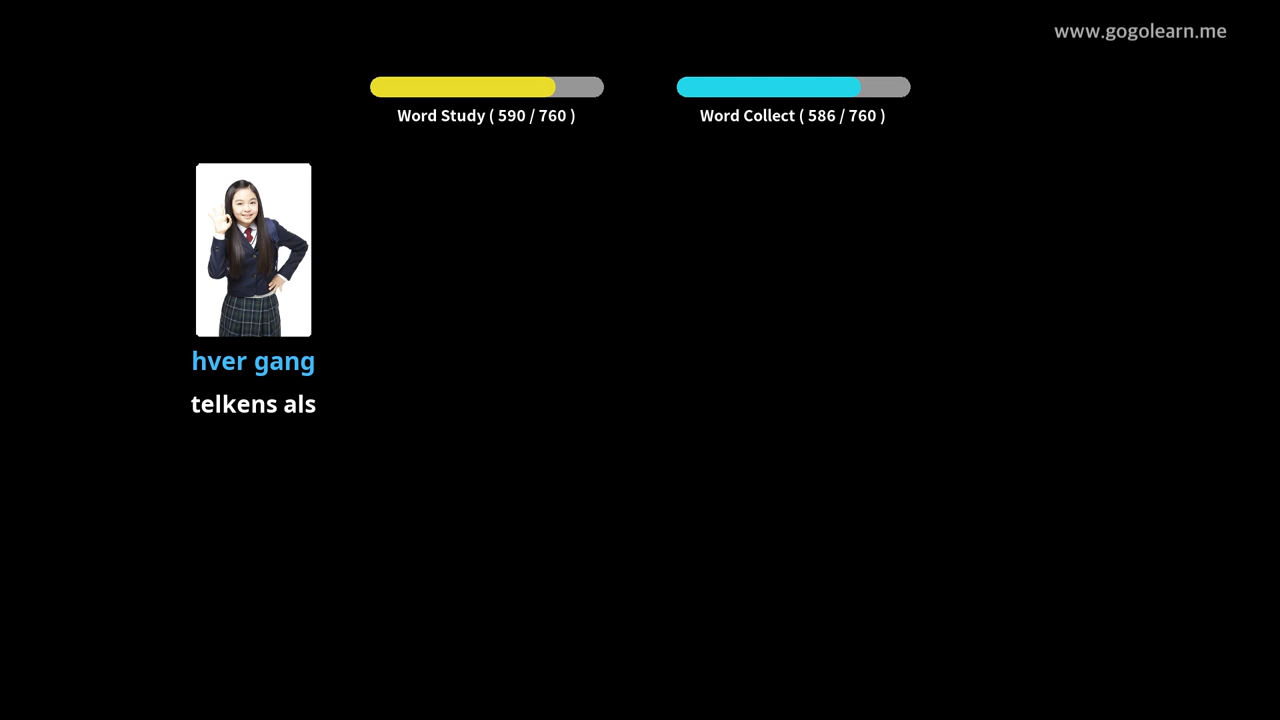 www.gogolearn.me
Word Study ( 590 / 760 )
Word Collect ( 586 / 760 )
hver gang
telkens als